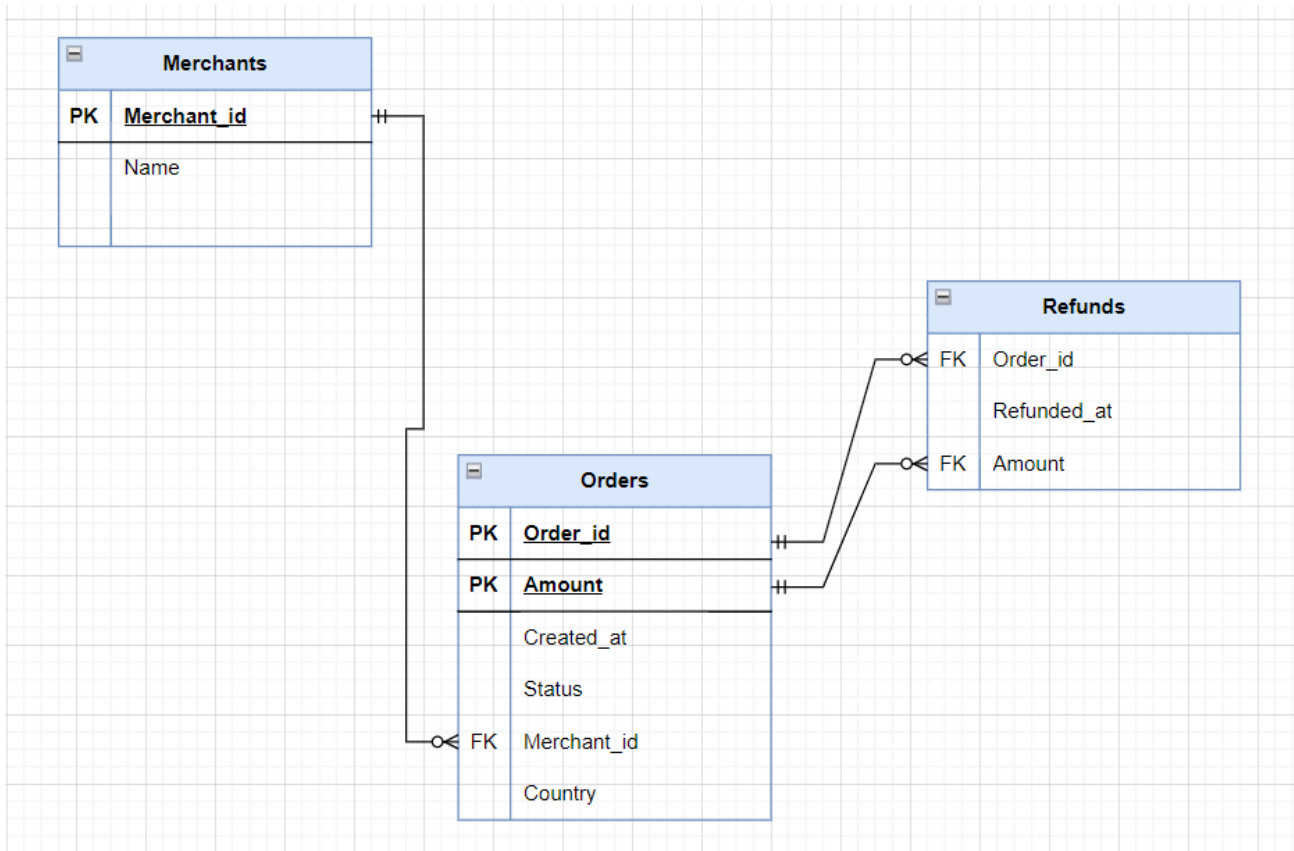 Merchants
PK Merchant_id
Name
Refunds
FK Order_id
Refunded_at
FK Amount
Orders
PK Order_id
PK Amount
Created_at
Status
FK Merchant_id
Country